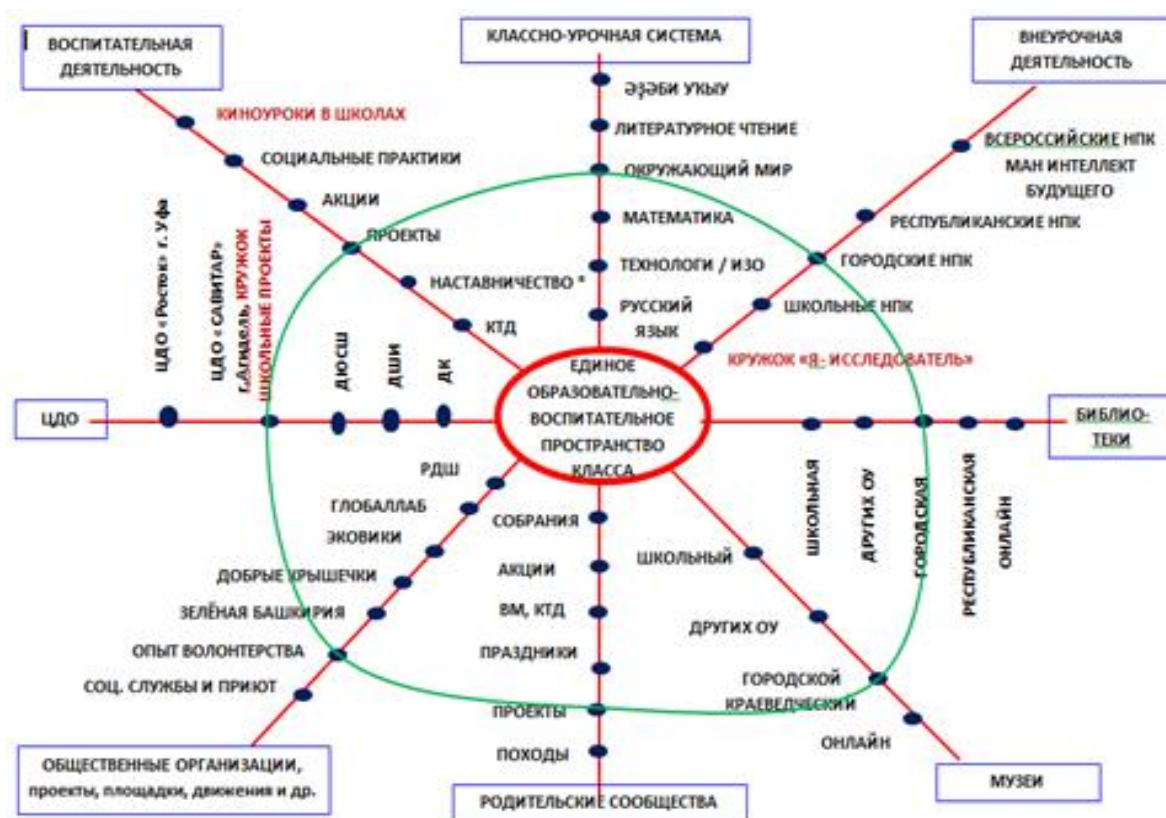 ВОСПИТАТЕЛЬНАЯ
ДЕЯТЕЛЬНОСТЬ
КЛАССНО-УРОЧНАЯ СИСТЕМА
ВНЕУРОЧНАЯ
ДЕЯТЕЛЬНОСТЬ
КИНОУРОКИ В ШКОЛАХ
СОЦИАЛЬНЫЕ ПРАКТИКИ
АКЦИИ
ПРОЕКТЫ
НАСТАВНИЧЕСТВО *
КТД
ӘҘӘБИ УҠЫУ
ЛИТЕРАТУРНОЕ ЧТЕНИЕ
ОКРУЖАЮЩИЙ МИР
МАТЕМАТИКА
ТЕХНОЛОГИ / ИЗО
РУССКИЙ
ЯЗЫК
ВСЕРОССИЙСКИЕ НПК
МАН ИНТЕЛЛЕКТ
БУДУЩЕГО
РЕСПУБЛИКАНСКИЕ НПК
ГОРОДСКИЕ НПК
ШКОЛЬНЫЕ НПК
КРУЖОК «Я- ИССЛЕДОВАТЕЛЬ»
ЦДО
ЦДО «Росток» г. Уфа
ЦДО «САВИТАР»
г.Агидель, КРУЖОК
ШКОЛЬНЫЕ ПРОЕКТЫ
ДЮСШ
ДШИ
ДК
ЕДИНОЕ
ОБРАЗОВАТЕЛЬНО-
ВОСПИТАТЕЛЬНОЕ
ПРОСТРАНСТВО
КЛАССА
БИБЛИО-
ТЕКИ
ШКОЛЬНАЯ
ДРУГИХ ОУ
ГОРОДСКАЯ
РЕСПУБЛИКАНСКАЯ
ОНЛАЙН
РДШ
ГЛОБАЛЛАБ
ЭКОВИКИ
ДОБРЫЕ КРЫШЕЧКИ
ЗЕЛЁНАЯ БАШКИРИЯ
ОПЫТ ВОЛОНТЕРСТВА
СОЦ. СЛУЖБЫ И ПРИЮТ
СОБРАНИЯ
АКЦИИ
ВМ, КТД
ПРАЗДНИКИ
ПРОЕКТЫ
ПОХОДЫ
ШКОЛЬНЫЙ
ДРУГИХ ОУ
ГОРОДСКОЙ
КРАЕВЕДЧЕСКИЙ
ОНЛАЙН
ОБЩЕСТВЕННЫЕ ОРГАНИЗАЦИИ,
проекты, площадки, движения и др.
РОДИТЕЛЬСКИЕ СООБЩЕСТВА
МУЗЕИ